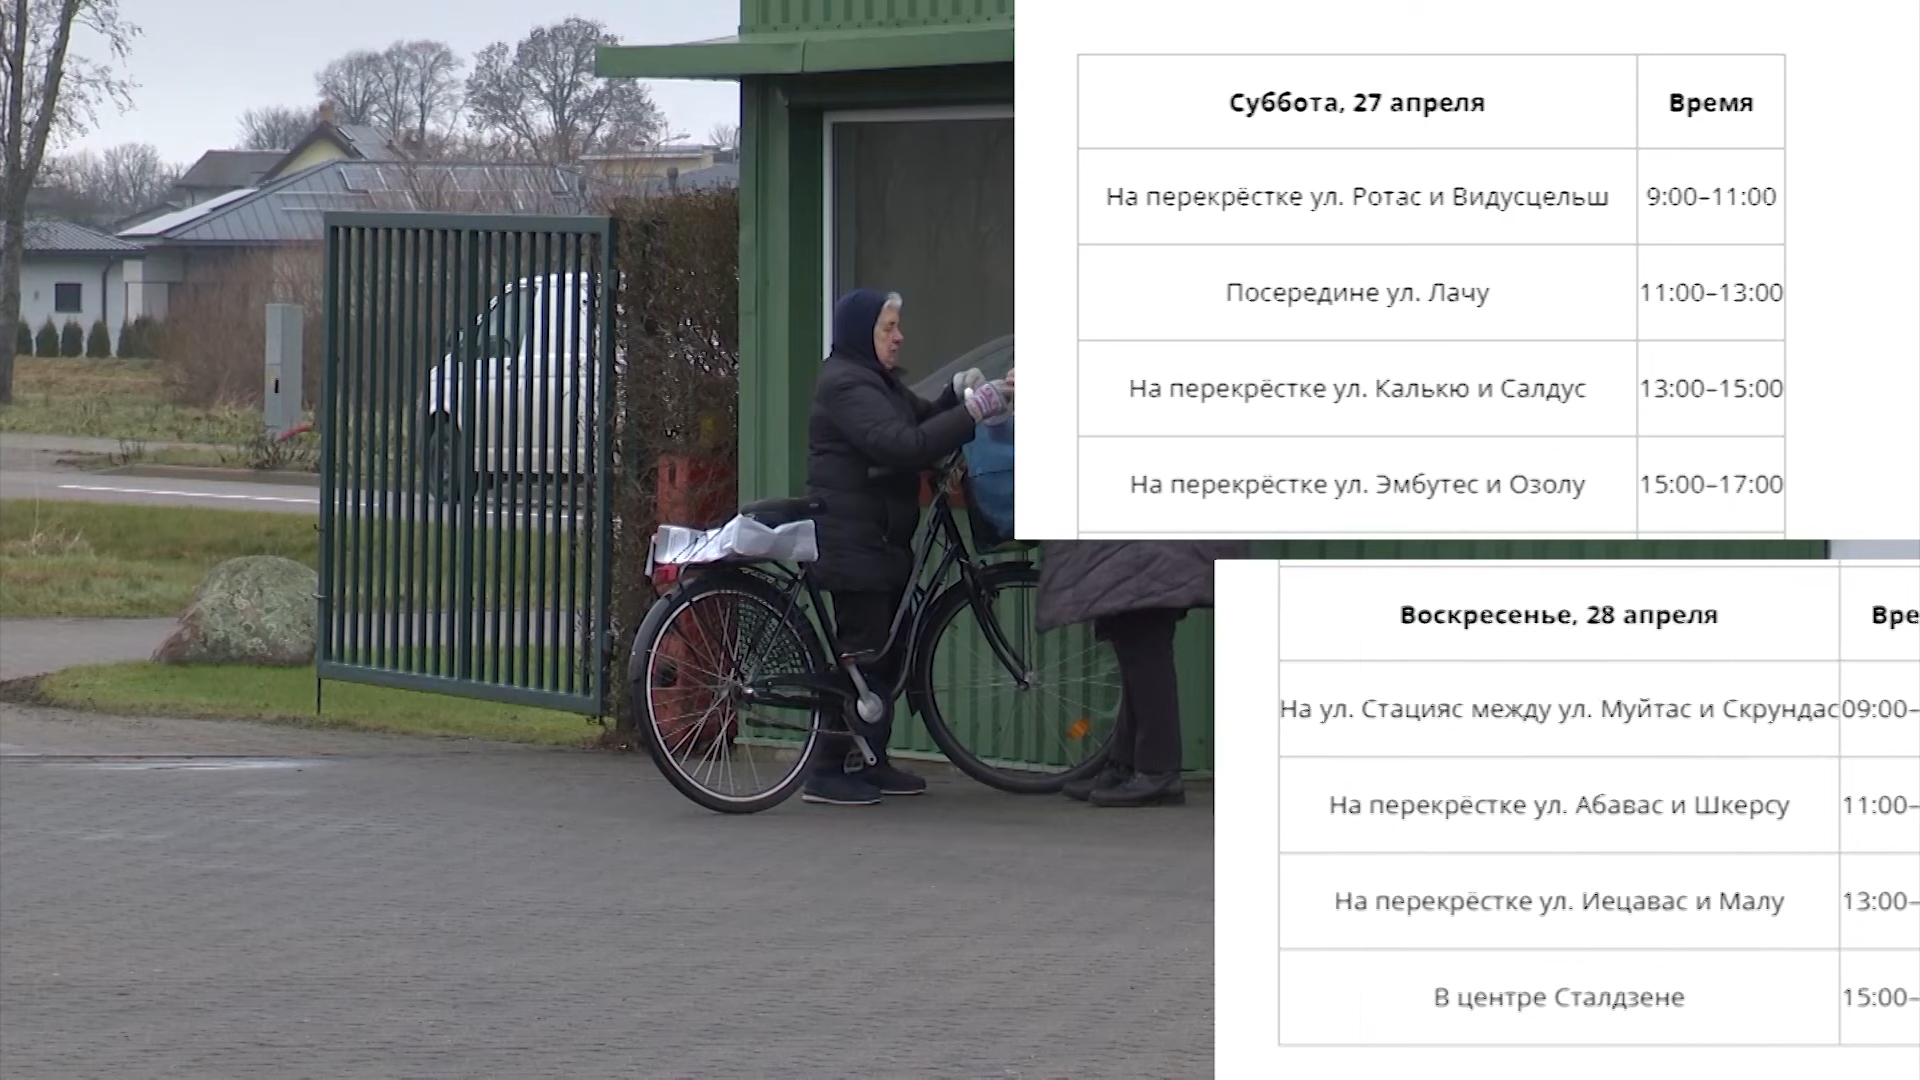 Суббота, 27 апреля Время
На перекрёстке ул. Ротас и Видусцельш 9:00–11:00
Посередине ул. Лачу 11:00–13:00
На перекрёстке ул. Калькю и Салдус 13:00–15:00
На перекрёстке ул. Эмбутес и Озолу 15:00–17:00
Воскресенье, 28 апреля Вре
На ул. Стацияс между ул. Муйтас и Скрундас 09:00–
На перекрёстке ул. Абавас и Шкерсу 11:00–
На перекрёстке ул. Иецавас и Малу 13:00–
В центре Сталдзене 15:00–